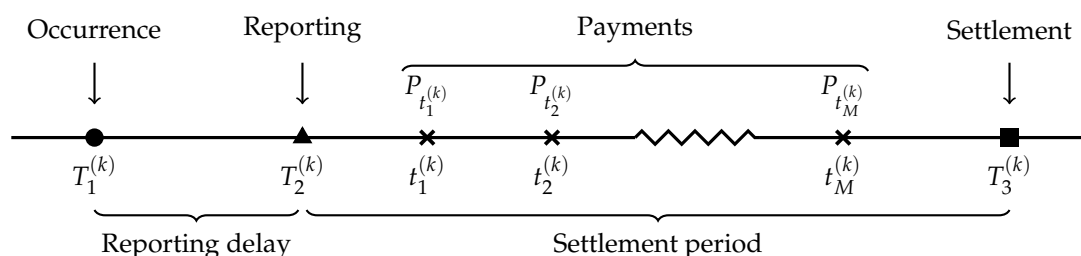 Occurrence Reporting Payments Settlement
P_{t_1^{(k)}} P_{t_2^{(k)}} P_{t_M^{(k)}}
T_1^{(k)} T_2^{(k)} t_1^{(k)} t_2^{(k)} t_M^{(k)} T_3^{(k)}
Reporting delay Settlement period